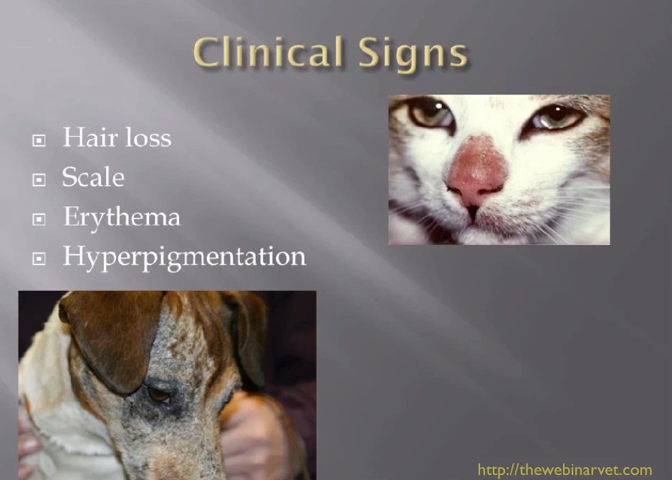 Clinical Signs
Hair loss
Scale
Erythema
Hyperpigmentation
http://thewebinarvet.com